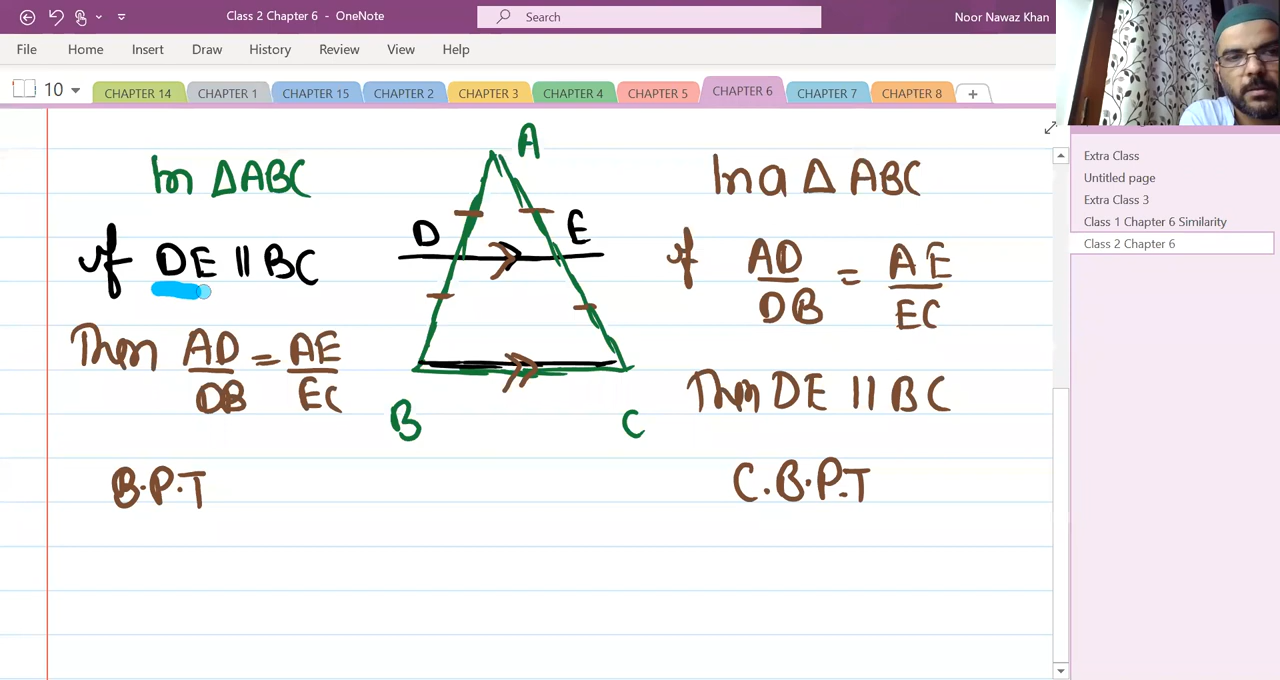 Class 2 Chapter 6 - OneNote
Search
Noor Nawaz Khan
File Home Insert Draw History Review View Help
10
CHAPTER 14 CHAPTER 1 CHAPTER 15 CHAPTER 2 CHAPTER 3 CHAPTER 4 CHAPTER 5 CHAPTER 6 CHAPTER 7 CHAPTER 8 +
Extra Class
Untitled page
Extra Class 3
Class 1 Chapter 6 Similarity
Class 2 Chapter 6
In ΔABC
if DE || BC
Then AD/DB = AE/EC
B.P.T
A
D
E
B
C
In a Δ ABC
if AD/DB = AE/EC
Then DE || BC
C.B.P.T